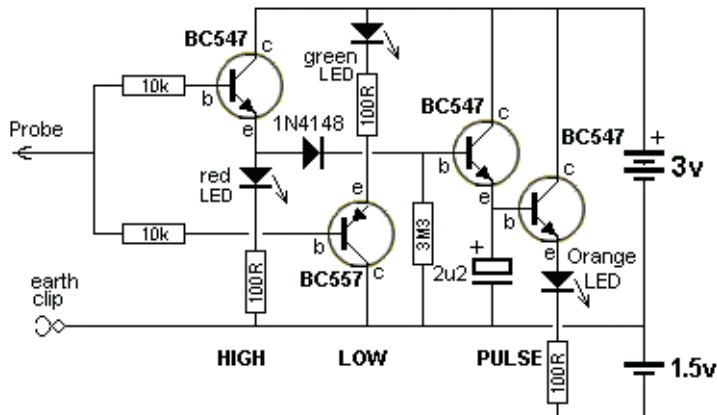 BC547
c
green
LED
10k
b
e
100R
1N4148
BC547
c
b
e
BC547
c
b
e
+
3v
Probe
red
LED
10k
100R
e
b
c
BC557
3M3
+
2u2
Orange
LED
earth
clip
HIGH
LOW
PULSE
100R
1.5v